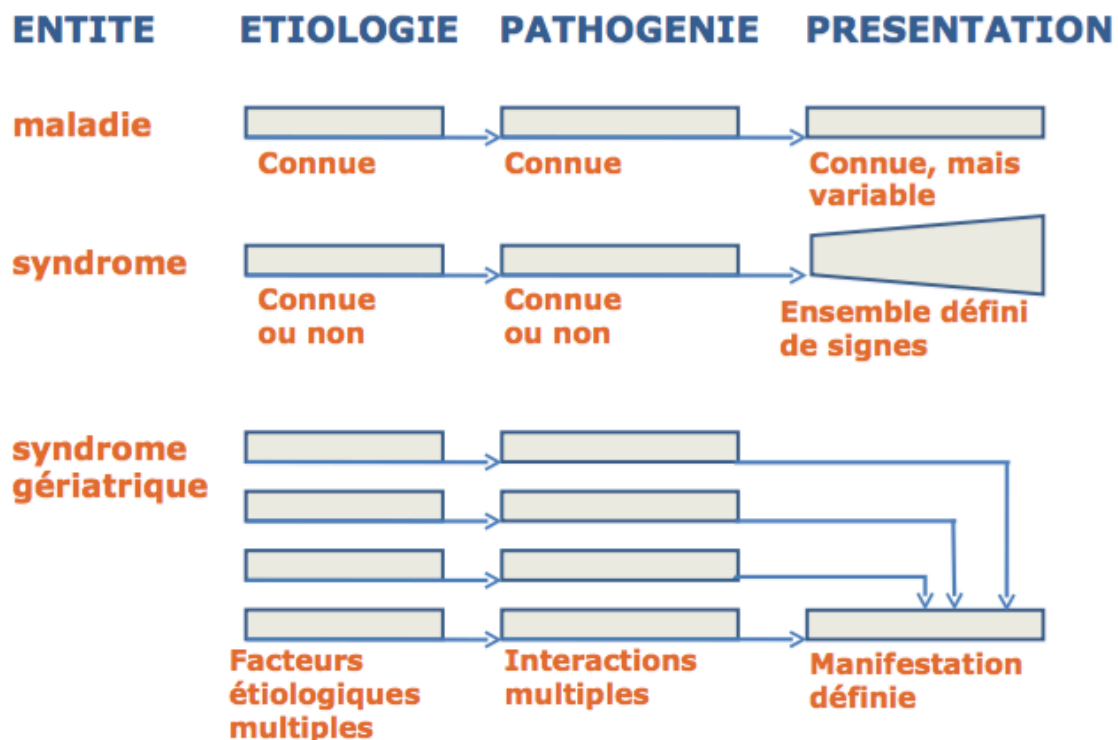 ENTITE ETIOLOGIE PATHOGENIE PRESENTATION
maladie
Connue
Connue
Connue, mais
variable
syndrome
Connue
ou non
Connue
ou non
Ensemble défini
de signes
syndrome
gériatrique
Facteurs
étiologiques
multiples
Interactions
multiples
Manifestation
définie